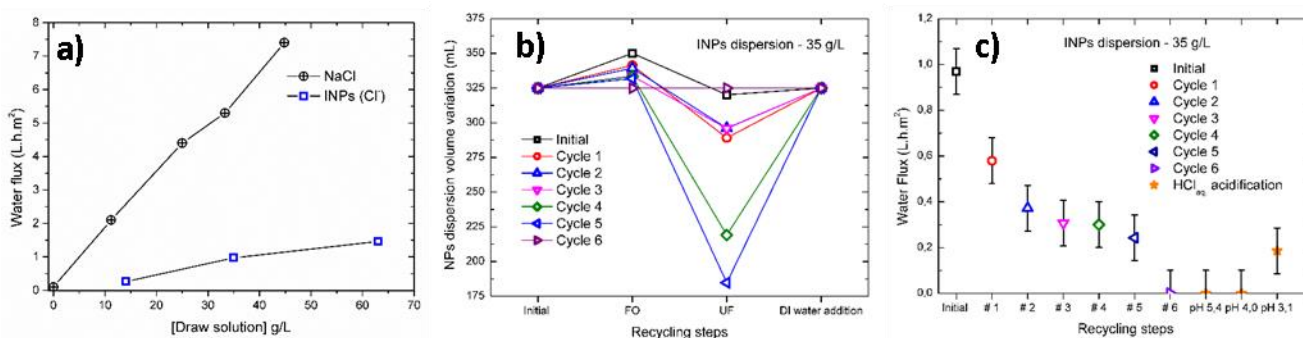 a)
Water flux (L.h.m²)
8
7
6
5
4
3
2
1
0
0 10 20 30 40 50 60 70
[Draw solution] g/L
NaCl
INPs (Cl⁻)
b)
INPs dispersion - 35 g/L
NPs dispersion volume variation (mL)
375
350
325
300
275
250
225
200
175
Initial
Cycle 1
Cycle 2
Cycle 3
Cycle 4
Cycle 5
Cycle 6
Initial FO UF DI water addition
Recycling steps
c)
INPs dispersion - 35 g/L
Water Flux (L.h.m²)
1,2
1,0
0,8
0,6
0,4
0,2
0,0
Initial
Cycle 1
Cycle 2
Cycle 3
Cycle 4
Cycle 5
Cycle 6
HClaq acidification
Initial # 1 # 2 # 3 # 4 # 5 # 6 pH 5,4 pH 4,0 pH 3,1
Recycling steps